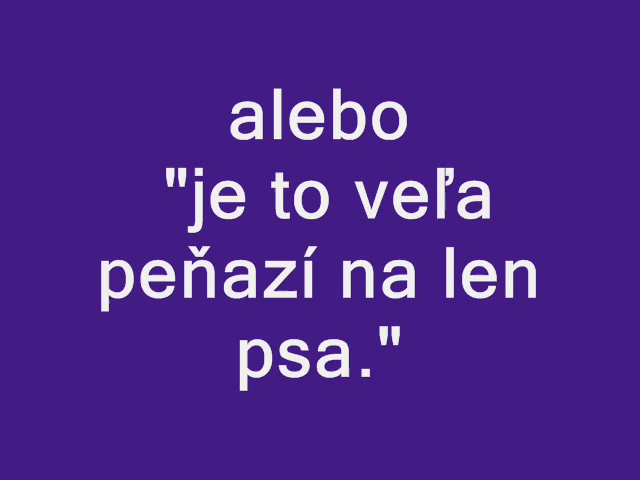 alebo
"je to veľa
peňazí na len
psa."